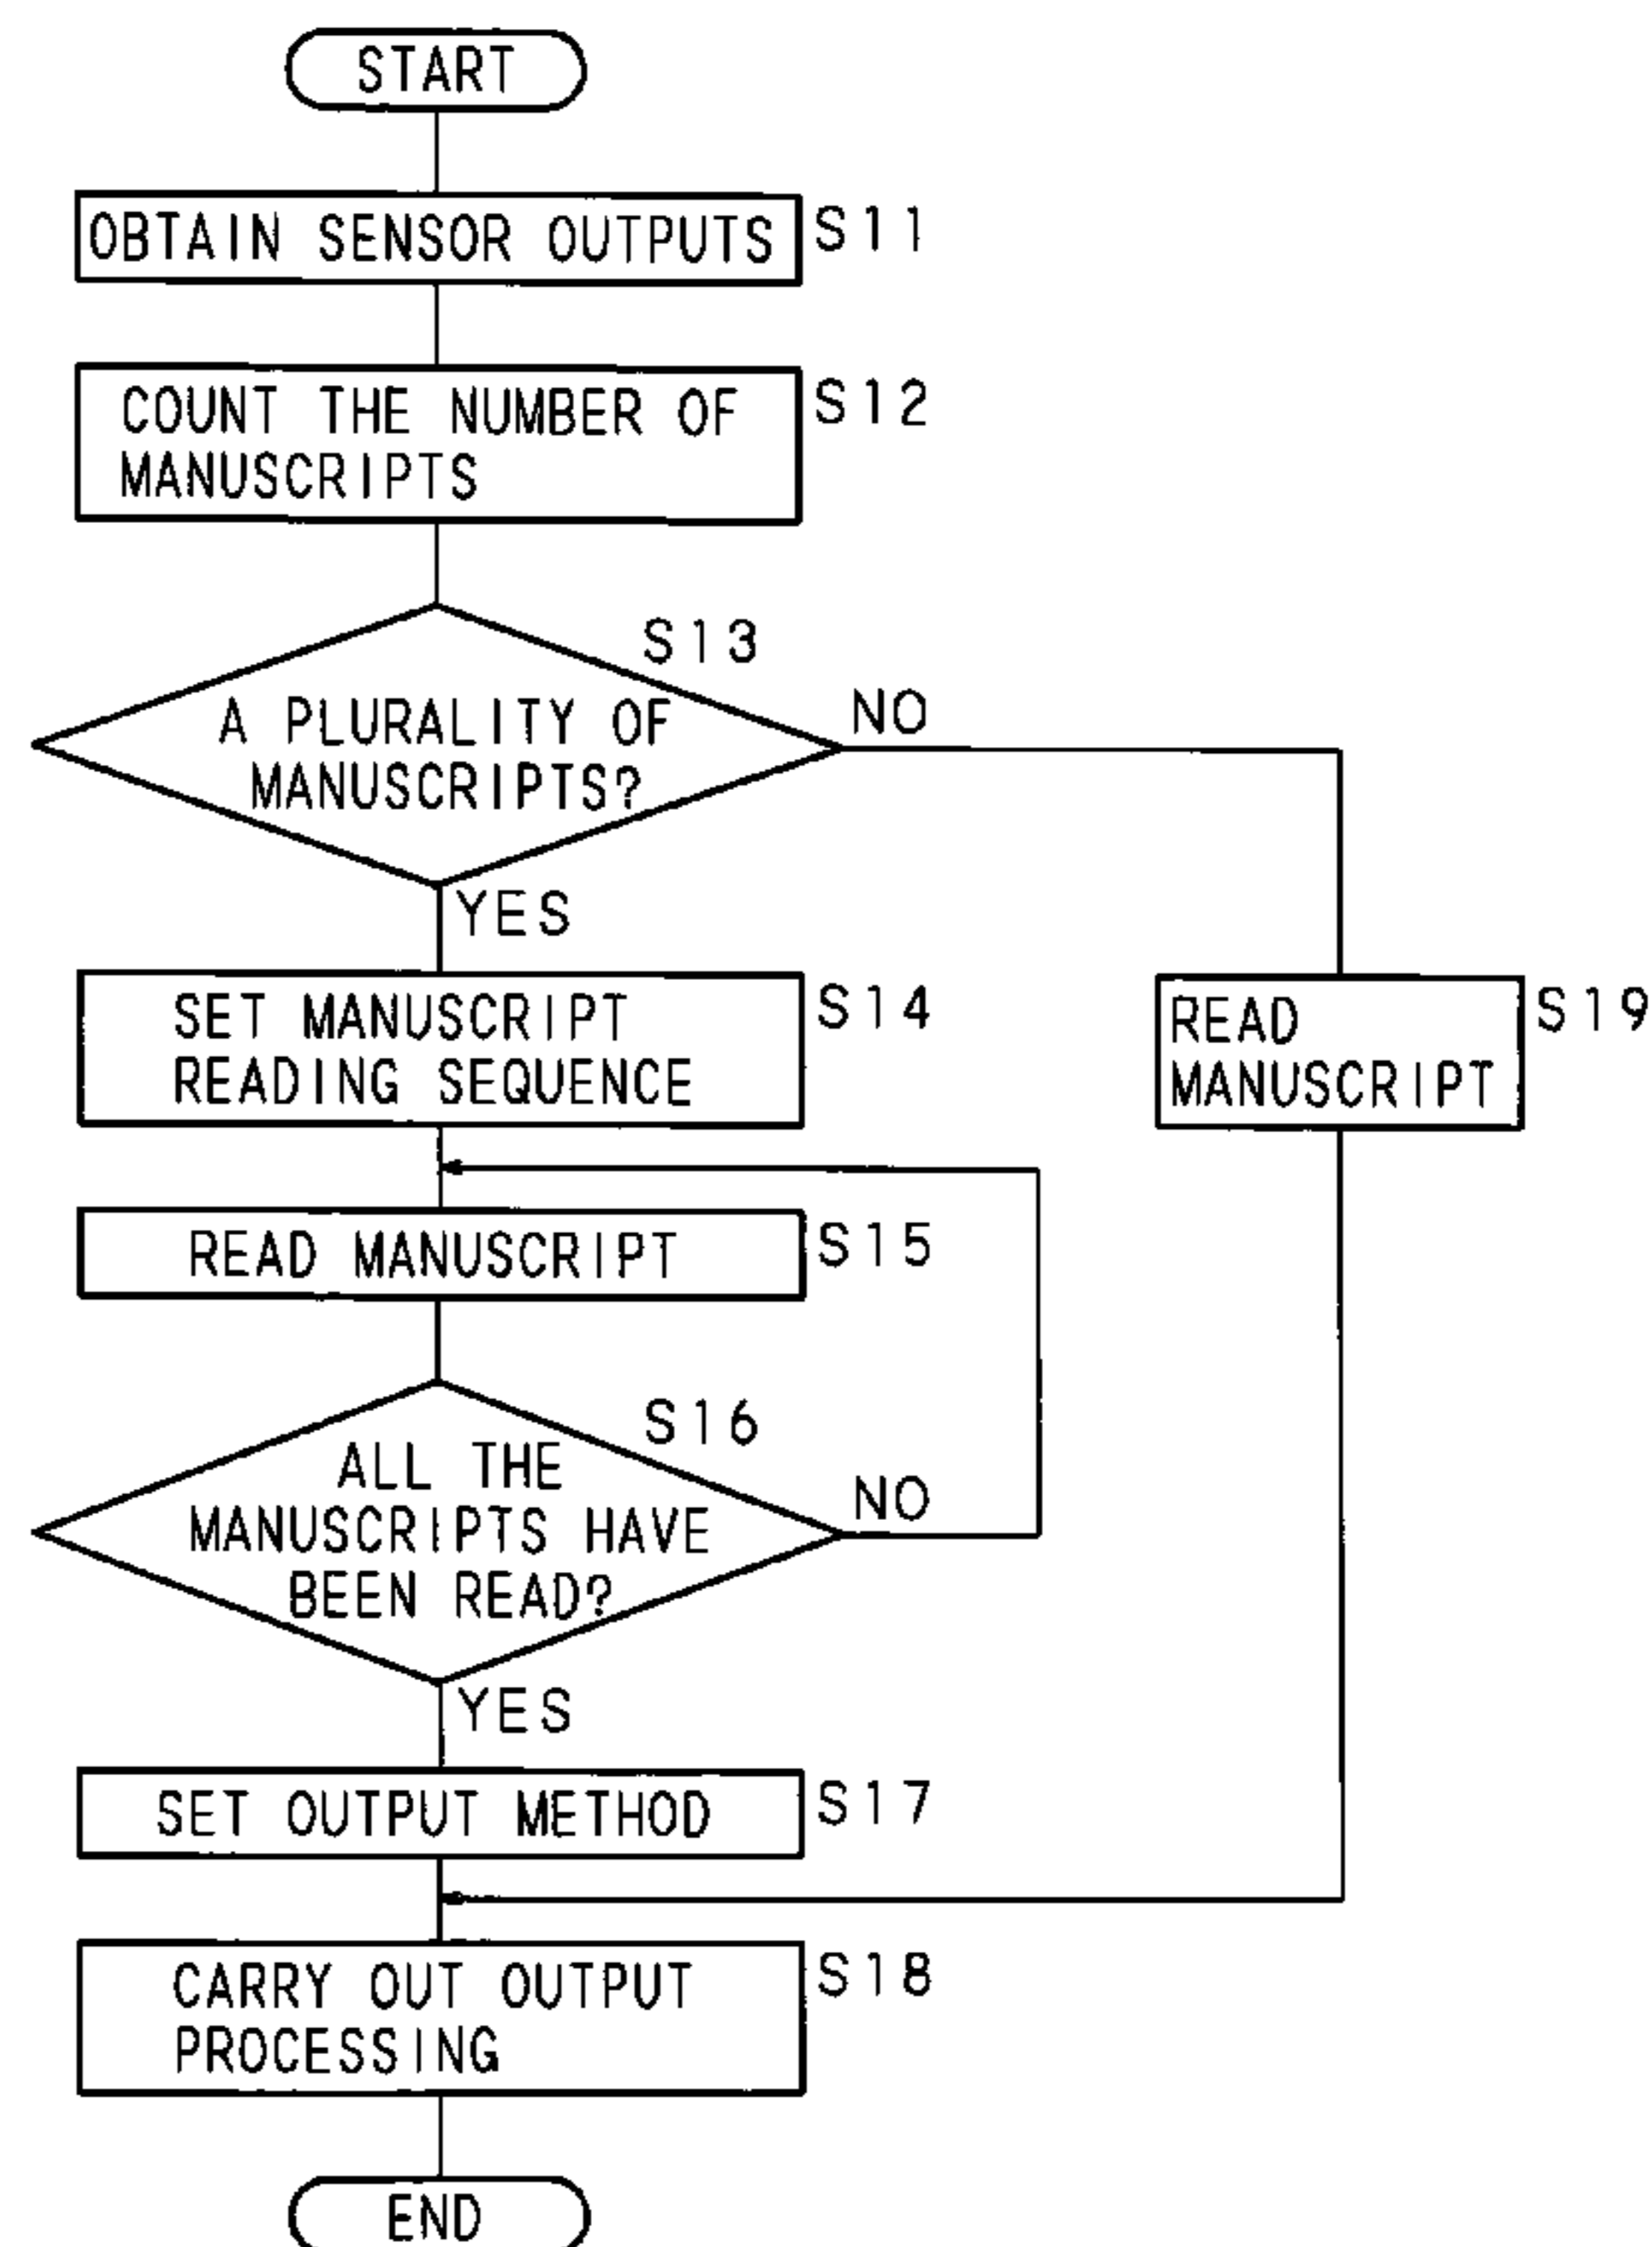 START
OBTAIN SENSOR OUTPUTS S11
COUNT THE NUMBER OF S12
MANUSCRIPTS
S13
A PLURALITY OF
MANUSCRIPTS?
NO
YES
SET MANUSCRIPT S14
READING SEQUENCE
READ S19
MANUSCRIPT
READ MANUSCRIPT S15
S16
ALL THE
MANUSCRIPTS HAVE
BEEN READ?
NO
YES
SET OUTPUT METHOD S17
CARRY OUT OUTPUT S18
PROCESSING
END